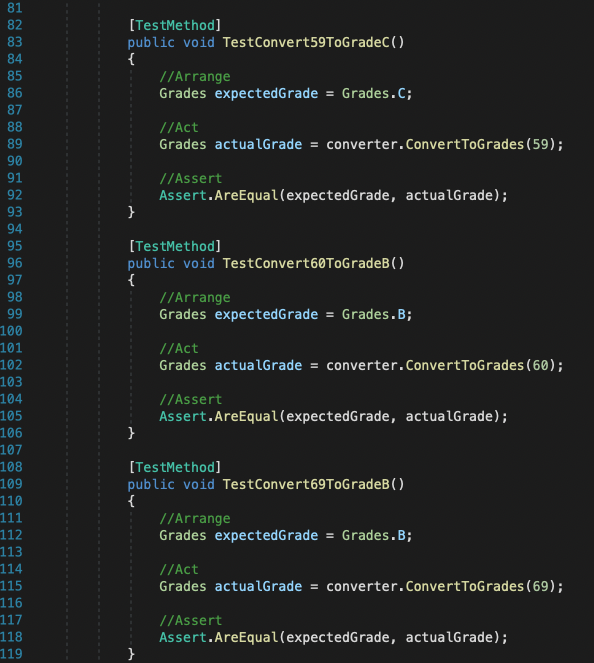 81
82 [TestMethod]
83 public void TestConvert59ToGradeC()
84 {
85 //Arrange
86 Grades expectedGrade = Grades.C;
87
88 //Act
89 Grades actualGrade = converter.ConvertToGrades(59);
90
91 //Assert
92 Assert.AreEqual(expectedGrade, actualGrade);
93 }
94
95 [TestMethod]
96 public void TestConvert60ToGradeB()
97 {
98 //Arrange
99 Grades expectedGrade = Grades.B;
100
101 //Act
102 Grades actualGrade = converter.ConvertToGrades(60);
103
104 //Assert
105 Assert.AreEqual(expectedGrade, actualGrade);
106 }
107
108 [TestMethod]
109 public void TestConvert69ToGradeB()
110 {
111 //Arrange
112 Grades expectedGrade = Grades.B;
113
114 //Act
115 Grades actualGrade = converter.ConvertToGrades(69);
116
117 //Assert
118 Assert.AreEqual(expectedGrade, actualGrade);
119 }